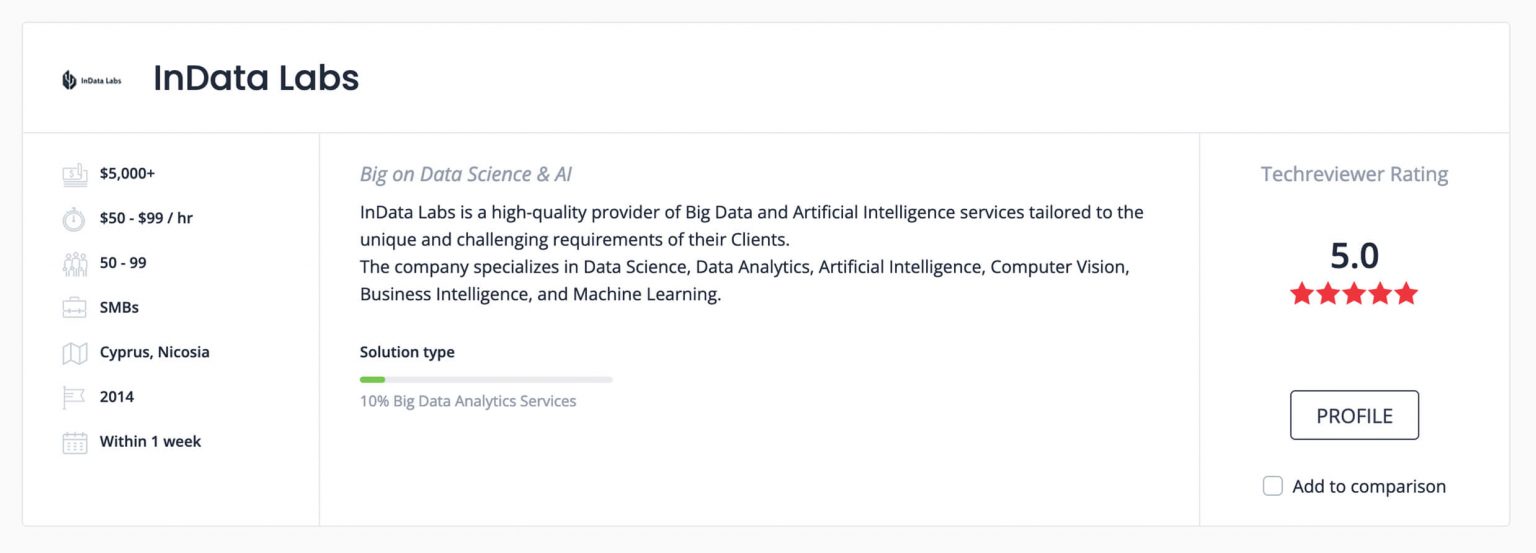 InData Labs
InData Labs
$5,000+
$50 - $99 / hr
50 - 99
SMBs
Cyprus, Nicosia
2014
Within 1 week
Big on Data Science & AI
InData Labs is a high-quality provider of Big Data and Artificial Intelligence services tailored to the
unique and challenging requirements of their Clients.
The company specializes in Data Science, Data Analytics, Artificial Intelligence, Computer Vision,
Business Intelligence, and Machine Learning.
Solution type
10% Big Data Analytics Services
Techreviewer Rating
5.0
PROFILE
Add to comparison